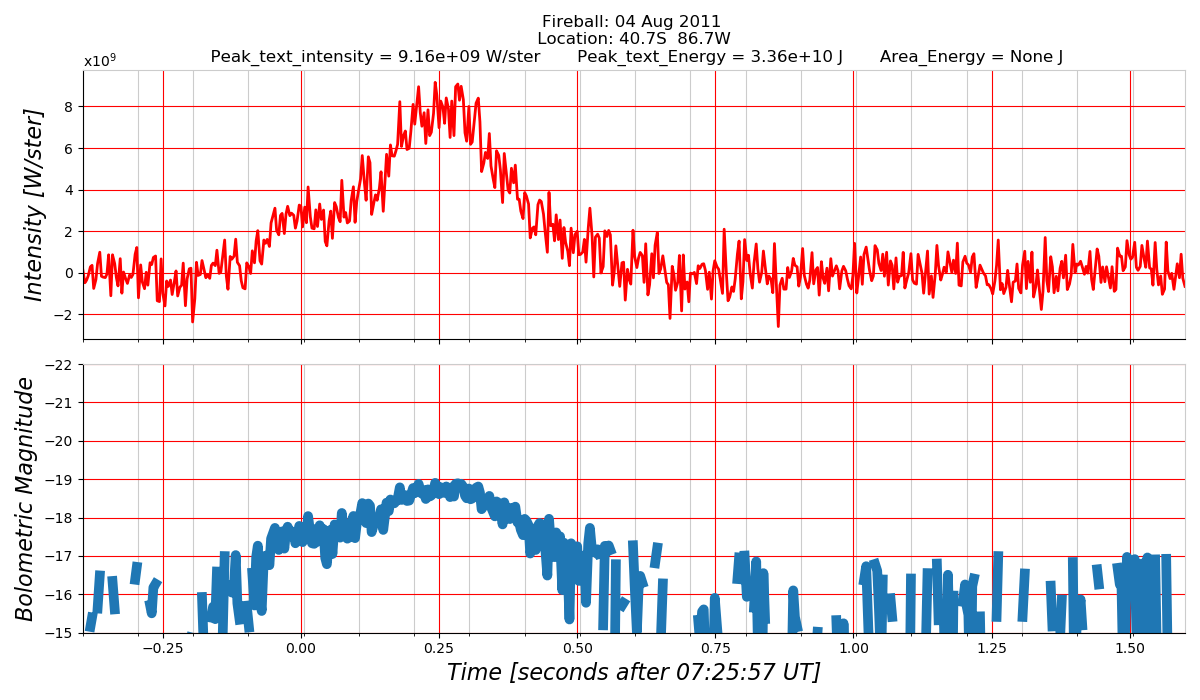 Fireball: 04 Aug 2011
Location: 40.7S  86.7W
Peak_text_intensity = 9.16e+09 W/ster       Peak_text_Energy = 3.36e+10 J       Area_Energy = None J
x10⁹
Intensity [W/ster]
8
6
4
2
0
−2
Bolometric Magnitude
−22
−21
−20
−19
−18
−17
−16
−15
−0.25 0.00 0.25 0.50 0.75 1.00 1.25 1.50
Time [seconds after 07:25:57 UT]